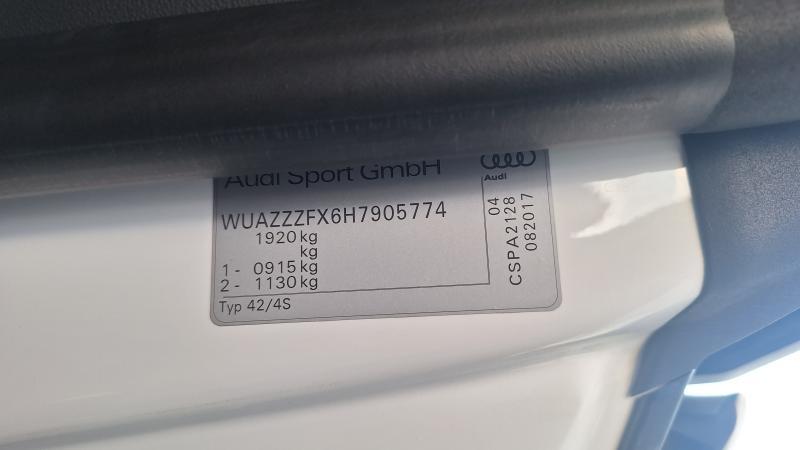 Audi Sport GmbH
Audi
WUAZZZFX6H7905774
1920 kg
kg
1 - 0915 kg
2 - 1130 kg
Typ 42/4S
04
CSPA2128
082017